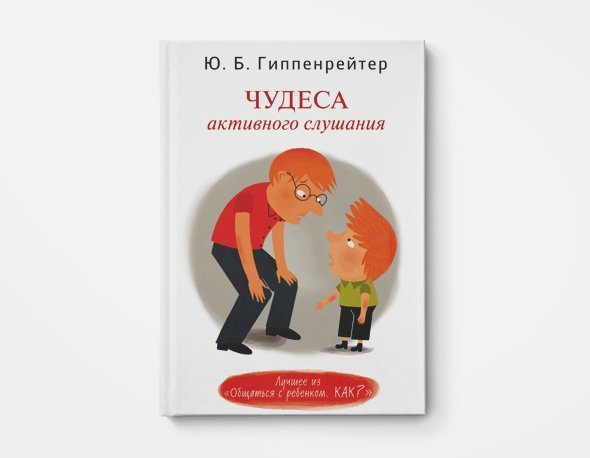 Ю. Б. Гиппенрейтер
ЧУДЕСА
активного слушания
Лучшее из
«Общаться с ребенком. КАК?»